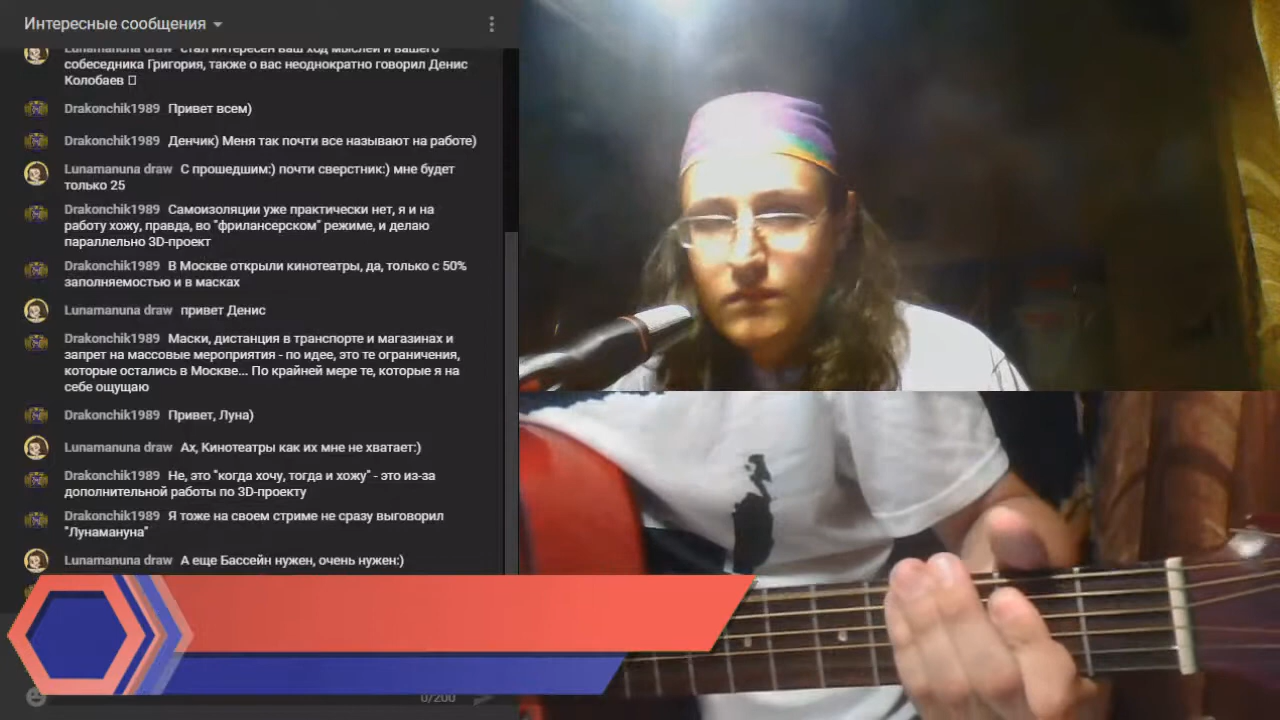 Интересные сообщения
Lunamanuna draw стал интересен ваш ход мыслей и вашего
собеседника Григория, также о вас неоднократно говорил Денис
Колобаев
Drakonchik1989 Привет всем)
Drakonchik1989 Денчик) Меня так почти все называют на работе)
Lunamanuna draw С прошедшим:) почти сверстник:) мне будет
только 25
Drakonchik1989 Самоизоляции уже практически нет, я и на
работу хожу, правда, во "фрилансерском" режиме, и делаю
параллельно 3D-проект
Drakonchik1989 В Москве открыли кинотеатры, да, только с 50%
заполняемостью и в масках
Lunamanuna draw привет Денис
Drakonchik1989 Маски, дистанция в транспорте и магазинах и
запрет на массовые мероприятия - по идее, это те ограничения,
которые остались в Москве... По крайней мере те, которые я на
себе ощущаю
Drakonchik1989 Привет, Луна)
Lunamanuna draw Ах, Кинотеатры как их мне не хватает:)
Drakonchik1989 Не, это "когда хочу, тогда и хожу" - это из-за
дополнительной работы по 3D-проекту
Drakonchik1989 Я тоже на своем стриме не сразу выговорил
"Лунамануна"
Lunamanuna draw А еще Бассейн нужен, очень нужен:)
0/200